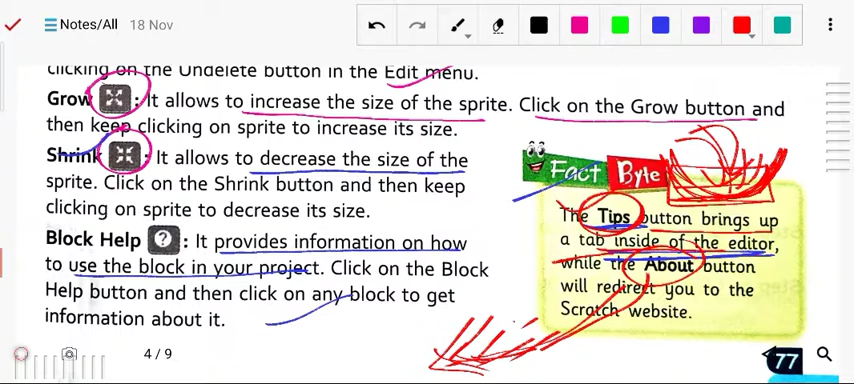 Notes/All 18 Nov
clicking on the Undelete button in the Edit menu.
Grow : It allows to increase the size of the sprite. Click on the Grow button and
then keep clicking on sprite to increase its size.
Shrink : It allows to decrease the size of the
sprite. Click on the Shrink button and then keep
clicking on sprite to decrease its size.
Block Help ? : It provides information on how
to use the block in your project. Click on the Block
Help button and then click on any block to get
information about it.
Fact Byte
The Tips button brings up
a tab inside of the editor,
while the About button
will redirect you to the
Scratch website.
4 / 9
77